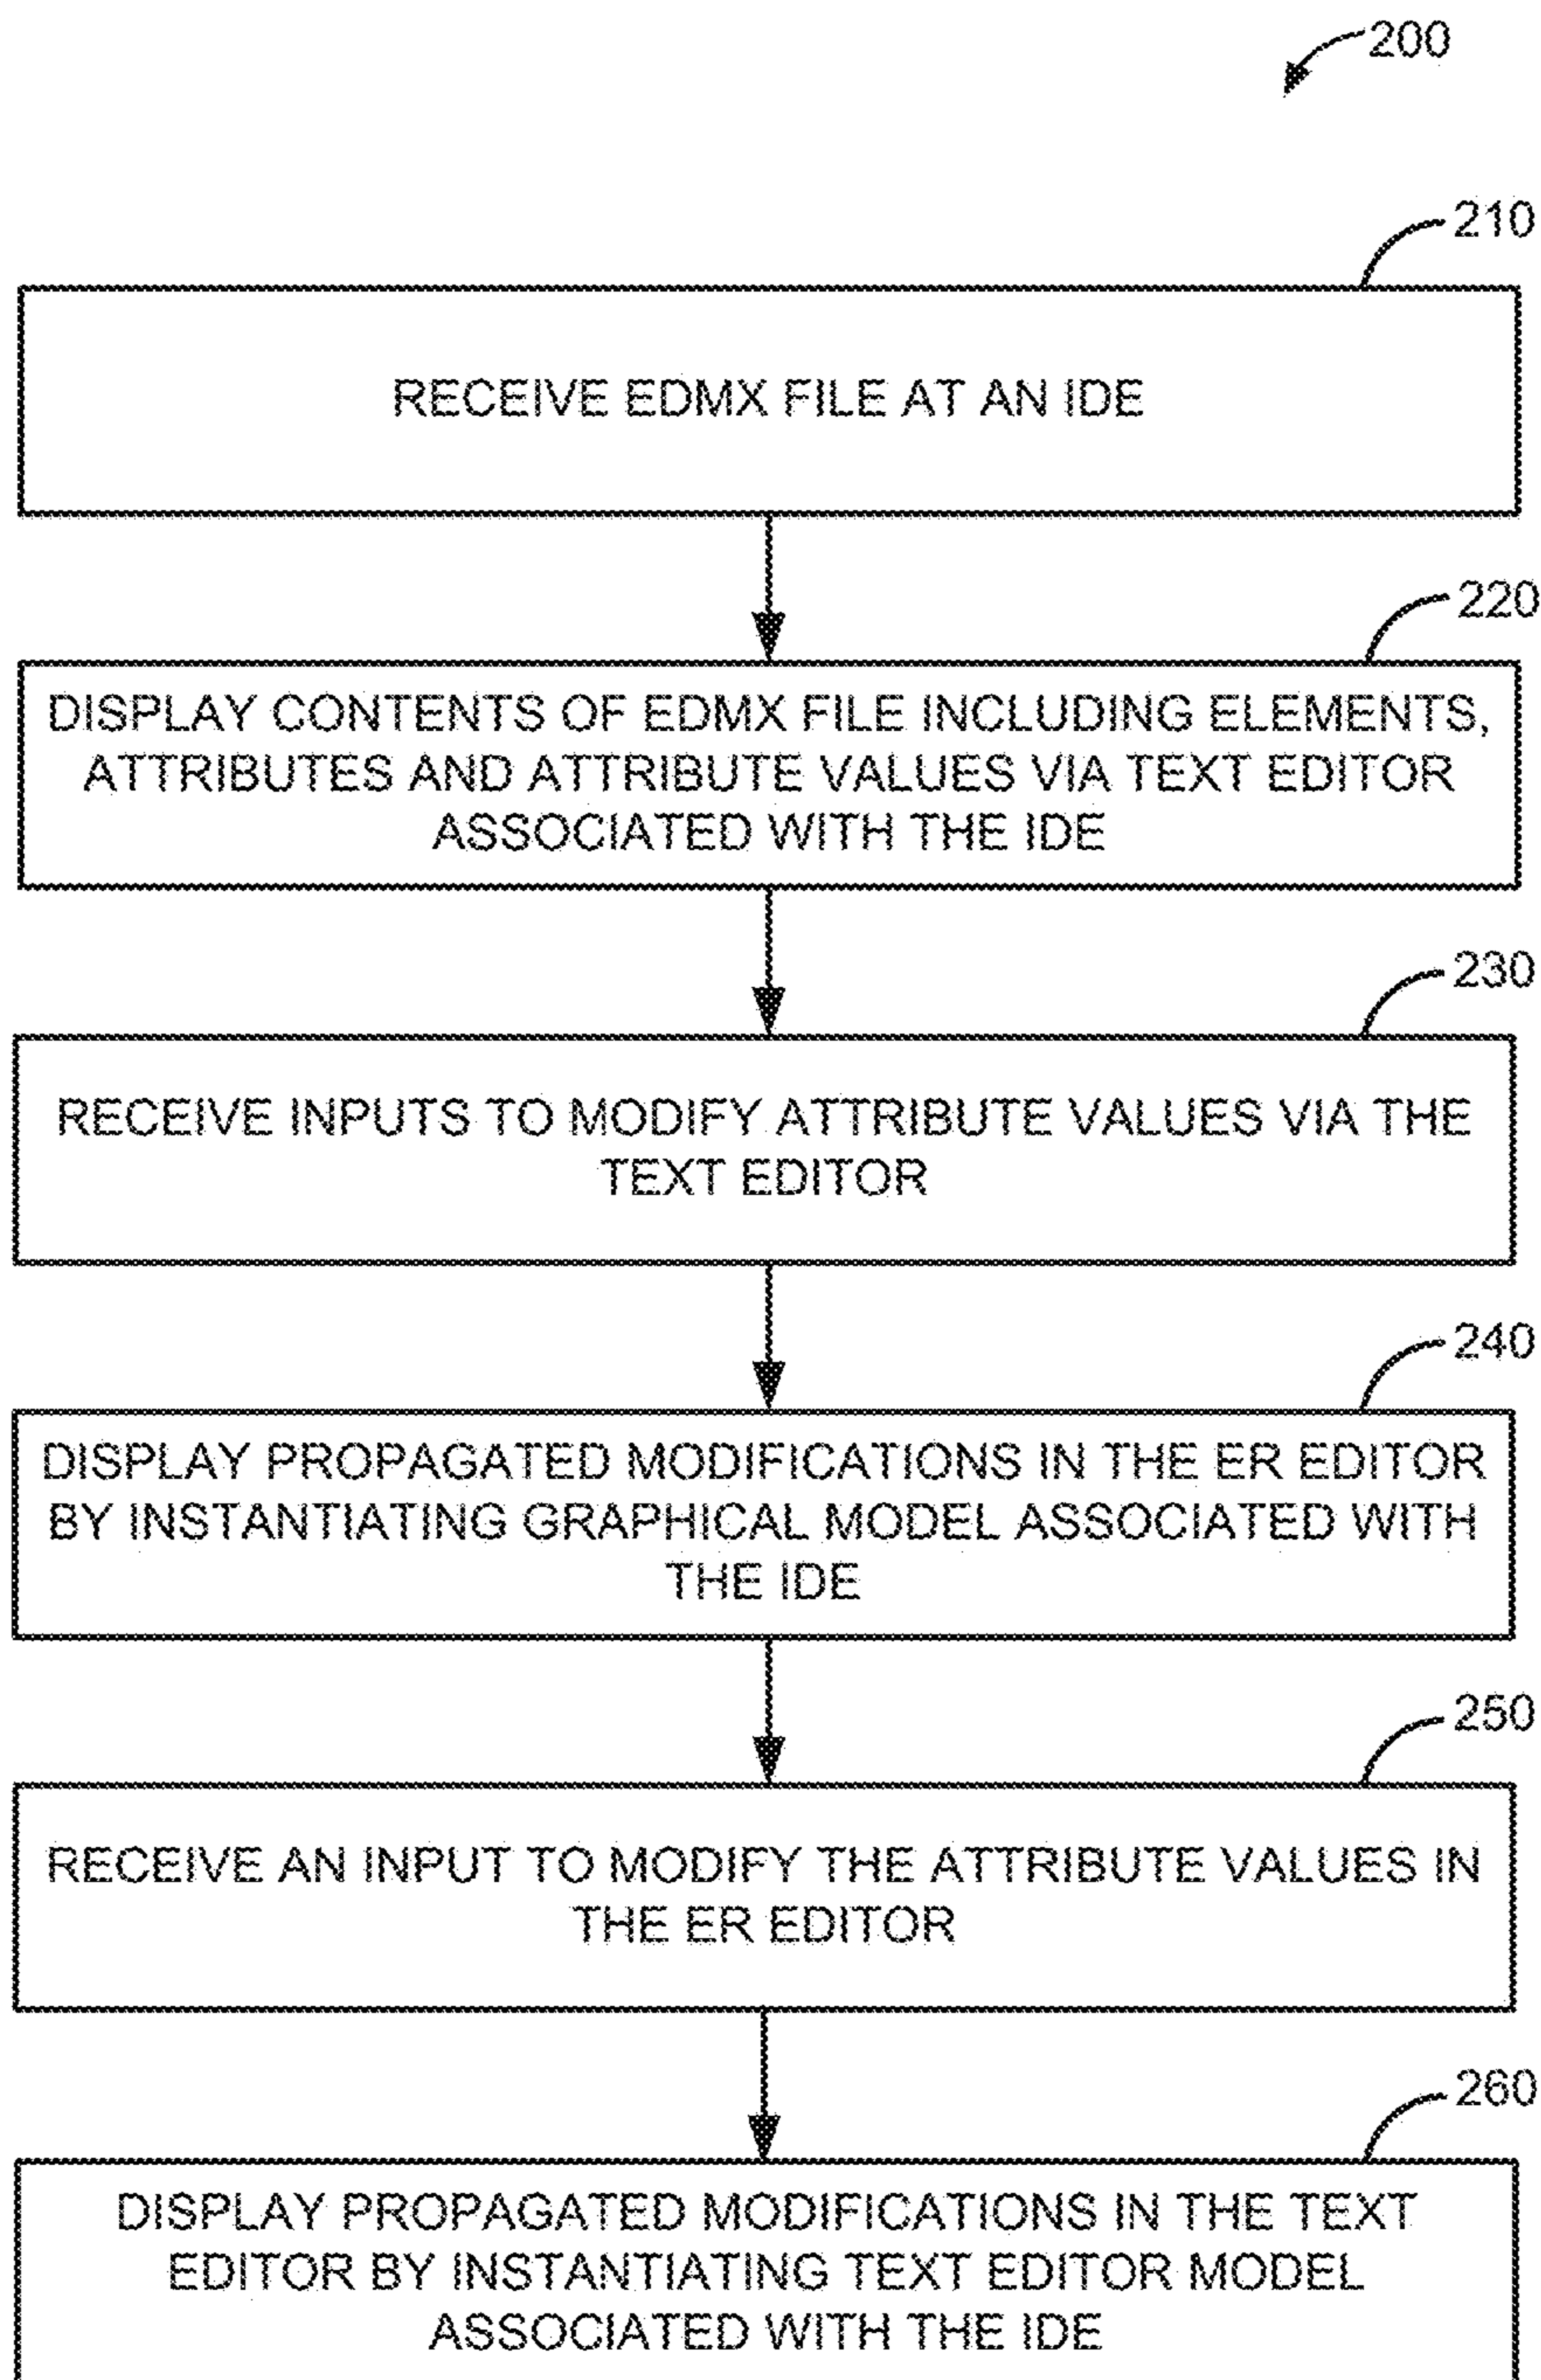 200
210
RECEIVE EDMX FILE AT AN IDE
220
DISPLAY CONTENTS OF EDMX FILE INCLUDING ELEMENTS,
ATTRIBUTES AND ATTRIBUTE VALUES VIA TEXT EDITOR
ASSOCIATED WITH THE IDE
230
RECEIVE INPUTS TO MODIFY ATTRIBUTE VALUES VIA THE
TEXT EDITOR
240
DISPLAY PROPAGATED MODIFICATIONS IN THE ER EDITOR
BY INSTANTIATING GRAPHICAL MODEL ASSOCIATED WITH
THE IDE
250
RECEIVE AN INPUT TO MODIFY THE ATTRIBUTE VALUES IN
THE ER EDITOR
260
DISPLAY PROPAGATED MODIFICATIONS IN THE TEXT
EDITOR BY INSTANTIATING TEXT EDITOR MODEL
ASSOCIATED WITH THE IDE